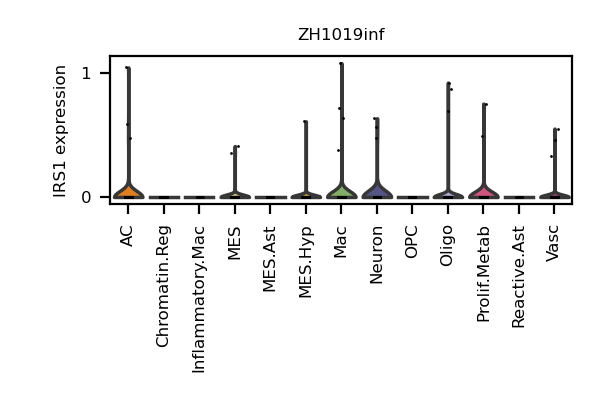 ZH1019inf
IRS1 expression
1
0
AC
Chromatin.Reg
Inflammatory.Mac
MES
MES.Ast
MES.Hyp
Mac
Neuron
OPC
Oligo
Prolif.Metab
Reactive.Ast
Vasc